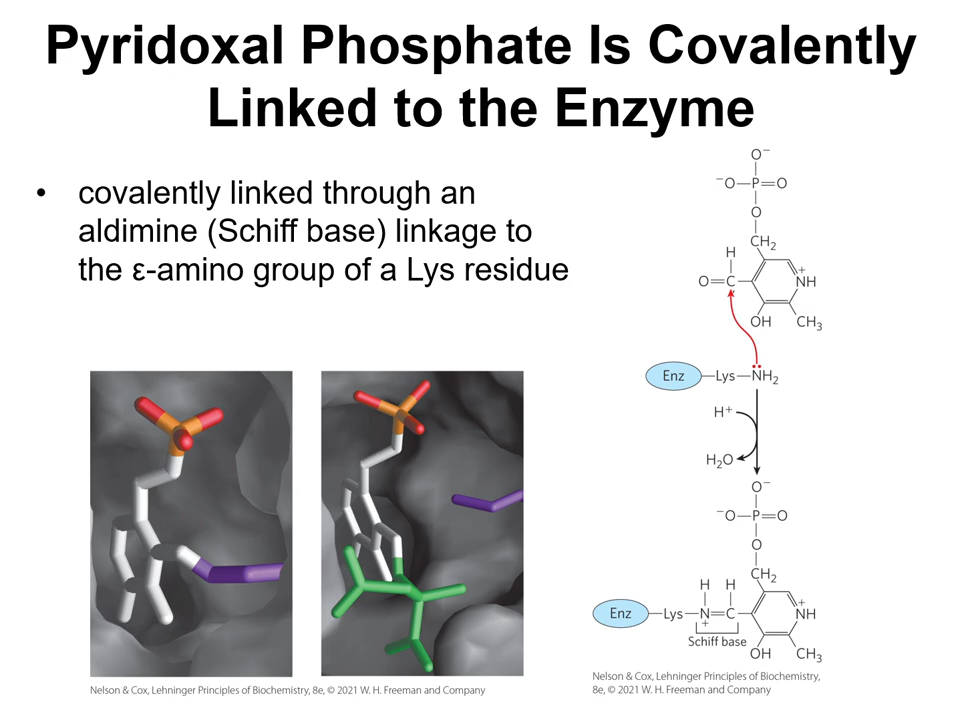 Pyridoxal Phosphate Is Covalently
Linked to the Enzyme
• covalently linked through an
aldimine (Schiff base) linkage to
the ε-amino group of a Lys residue
O⁻
⁻O—P=O
O
CH₂
H
O=C
+
NH
OH CH₃
Enz —Lys—NH₂
H⁺
H₂O
O⁻
⁻O—P=O
O
CH₂
H H
Enz —Lys—N=C
+
+
NH
Schiff base
OH CH₃
Nelson & Cox, Lehninger Principles of Biochemistry, 8e, © 2021 W. H. Freeman and Company
Nelson & Cox, Lehninger Principles of Biochemistry,
8e, © 2021 W. H. Freeman and Company